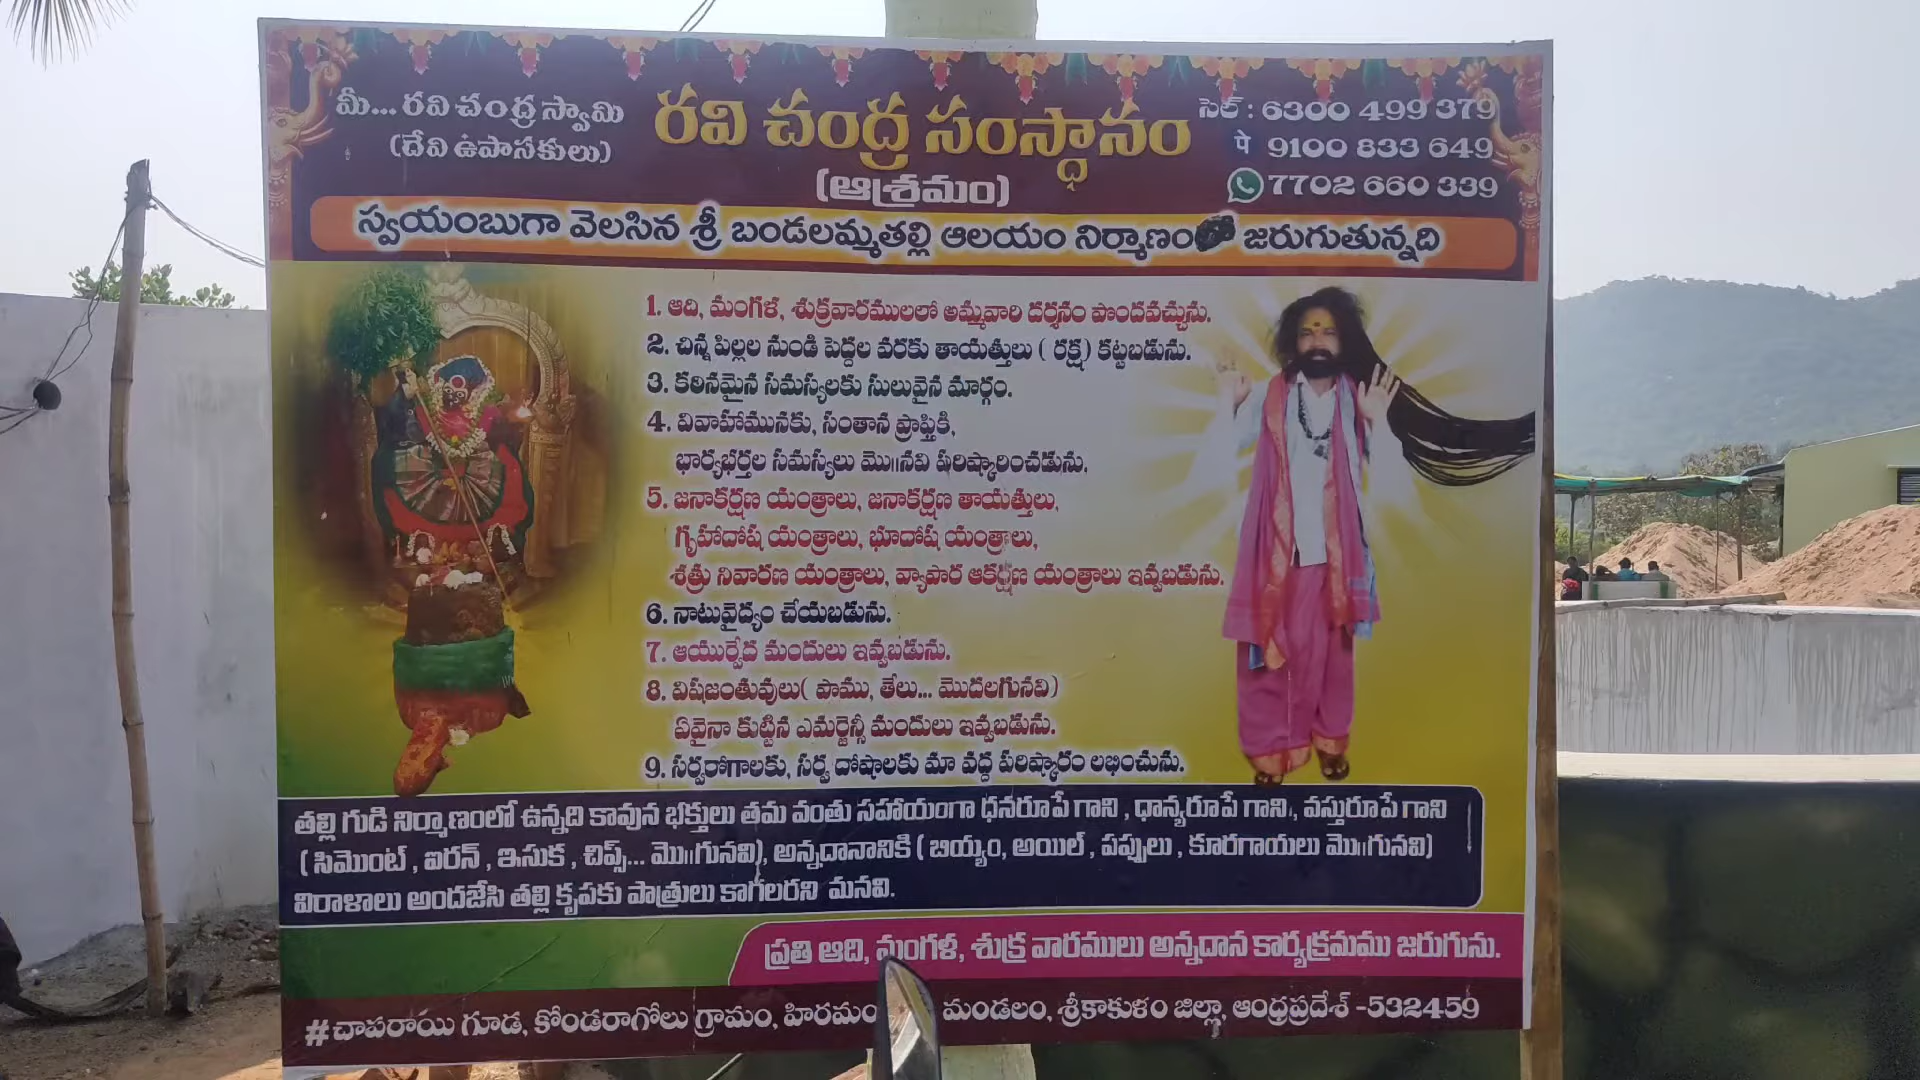 మీ... రవి చంద్ర స్వామి
(దేవి ఉపాసకులు)
రవి చంద్ర సంస్థానం
(ఆశ్రమం)
సెల్ : 6300 499 379
पे 9100 833 649
7702 660 339
స్వయంబుగా వెలసిన శ్రీ బండలమ్మతల్లి ఆలయం నిర్మాణం జరుగుతున్నది
1. ఆది, మంగళ, శుక్రవారములలో అమ్మవారి దర్శనం పొందవచ్చును.
2. చిన్న పిల్లల నుండి పెద్దల వరకు తాయత్తులు ( రక్ష) కట్టబడును.
3. కఠినమైన సమస్యలకు సులువైన మార్గం.
4. వివాహామునకు, సంతాన ప్రాప్తికి,
భార్యభర్తల సమస్యలు మొ॥నవి పరిష్కారించడును.
5. జనాకర్షణ యంత్రాలు, జనాకర్షణ తాయత్తులు,
గృహాదోష యంత్రాలు, భూదోష యంత్రాలు,
శత్రు నివారణ యంత్రాలు, వ్యాపార ఆకర్షణ యంత్రాలు ఇవ్వబడును.
6. నాటువైద్యం చేయబడును.
7. ఆయుర్వేద మందులు ఇవ్వబడును.
8. విషజంతువులు( పాము, తేలు... మొదలగునవి)
ఏవైనా కుట్టిన ఎమర్జెన్సీ మందులు ఇవ్వబడును.
9. సర్వరోగాలకు, సర్వ దోషాలకు మా వద్ద పరిష్కారం లభించును.
తల్లి గుడి నిర్మాణంలో ఉన్నది కావున భక్తులు తమ వంతు సహాయంగా ధనరూపే గాని , ధాన్యరూపే గాని, వస్తురూపే గాని
( సిమెంట్ , ఐరన్ , ఇసుక , చిప్స్... మొ॥గునవి), అన్నదానానికి ( బియ్యం, అయిల్ , పప్పులు , కూరగాయలు మొ॥గునవి)
విరాళాలు అందజేసి తల్లి కృపకు పాత్రులు కాగలరని మనవి.
ప్రతి ఆది, మంగళ, శుక్ర వారములు అన్నదాన కార్యక్రమము జరుగును.
#చాపరాయి గూడ, కోండరాగోలు గ్రామం, హిరమం మండలం, శ్రీకాకుళం జిల్లా, ఆంధ్రప్రదేశ్ -532459